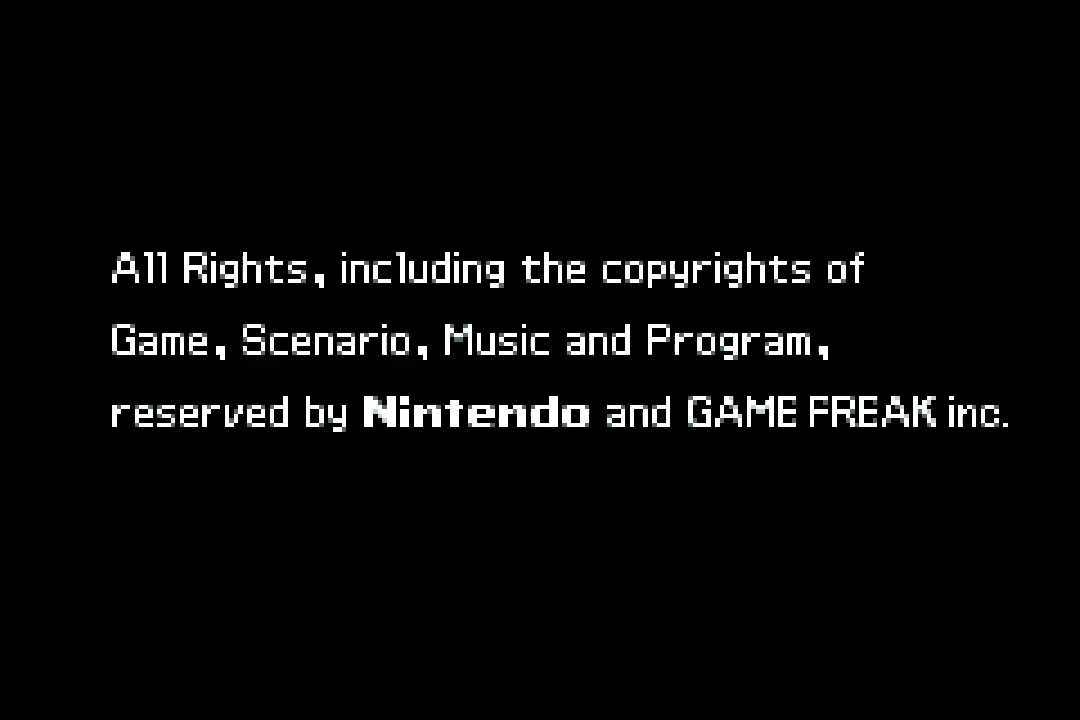 All Rights, including the copyrights of
Game, Scenario, Music and Program,
reserved by Nintendo and GAME FREAK inc.